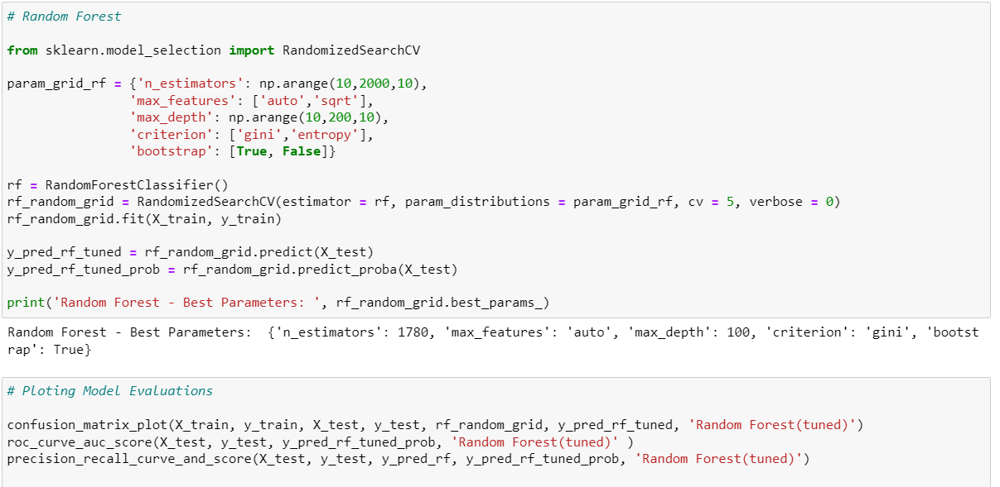 # Random Forest
from sklearn.model_selection import RandomizedSearchCV
param_grid_rf = {'n_estimators': np.arange(10,2000,10),
'max_features': ['auto','sqrt'],
'max_depth': np.arange(10,200,10),
'criterion': ['gini','entropy'],
'bootstrap': [True, False]}
rf = RandomForestClassifier()
rf_random_grid = RandomizedSearchCV(estimator = rf, param_distributions = param_grid_rf, cv = 5, verbose = 0)
rf_random_grid.fit(X_train, y_train)
y_pred_rf_tuned = rf_random_grid.predict(X_test)
y_pred_rf_tuned_prob = rf_random_grid.predict_proba(X_test)
print('Random Forest - Best Parameters: ', rf_random_grid.best_params_)
Random Forest - Best Parameters:  {'n_estimators': 1780, 'max_features': 'auto', 'max_depth': 100, 'criterion': 'gini', 'bootst
rap': True}
# Ploting Model Evaluations
confusion_matrix_plot(X_train, y_train, X_test, y_test, rf_random_grid, y_pred_rf_tuned, 'Random Forest(tuned)')
roc_curve_auc_score(X_test, y_test, y_pred_rf_tuned_prob, 'Random Forest(tuned)' )
precision_recall_curve_and_score(X_test, y_test, y_pred_rf, y_pred_rf_tuned_prob, 'Random Forest(tuned)')